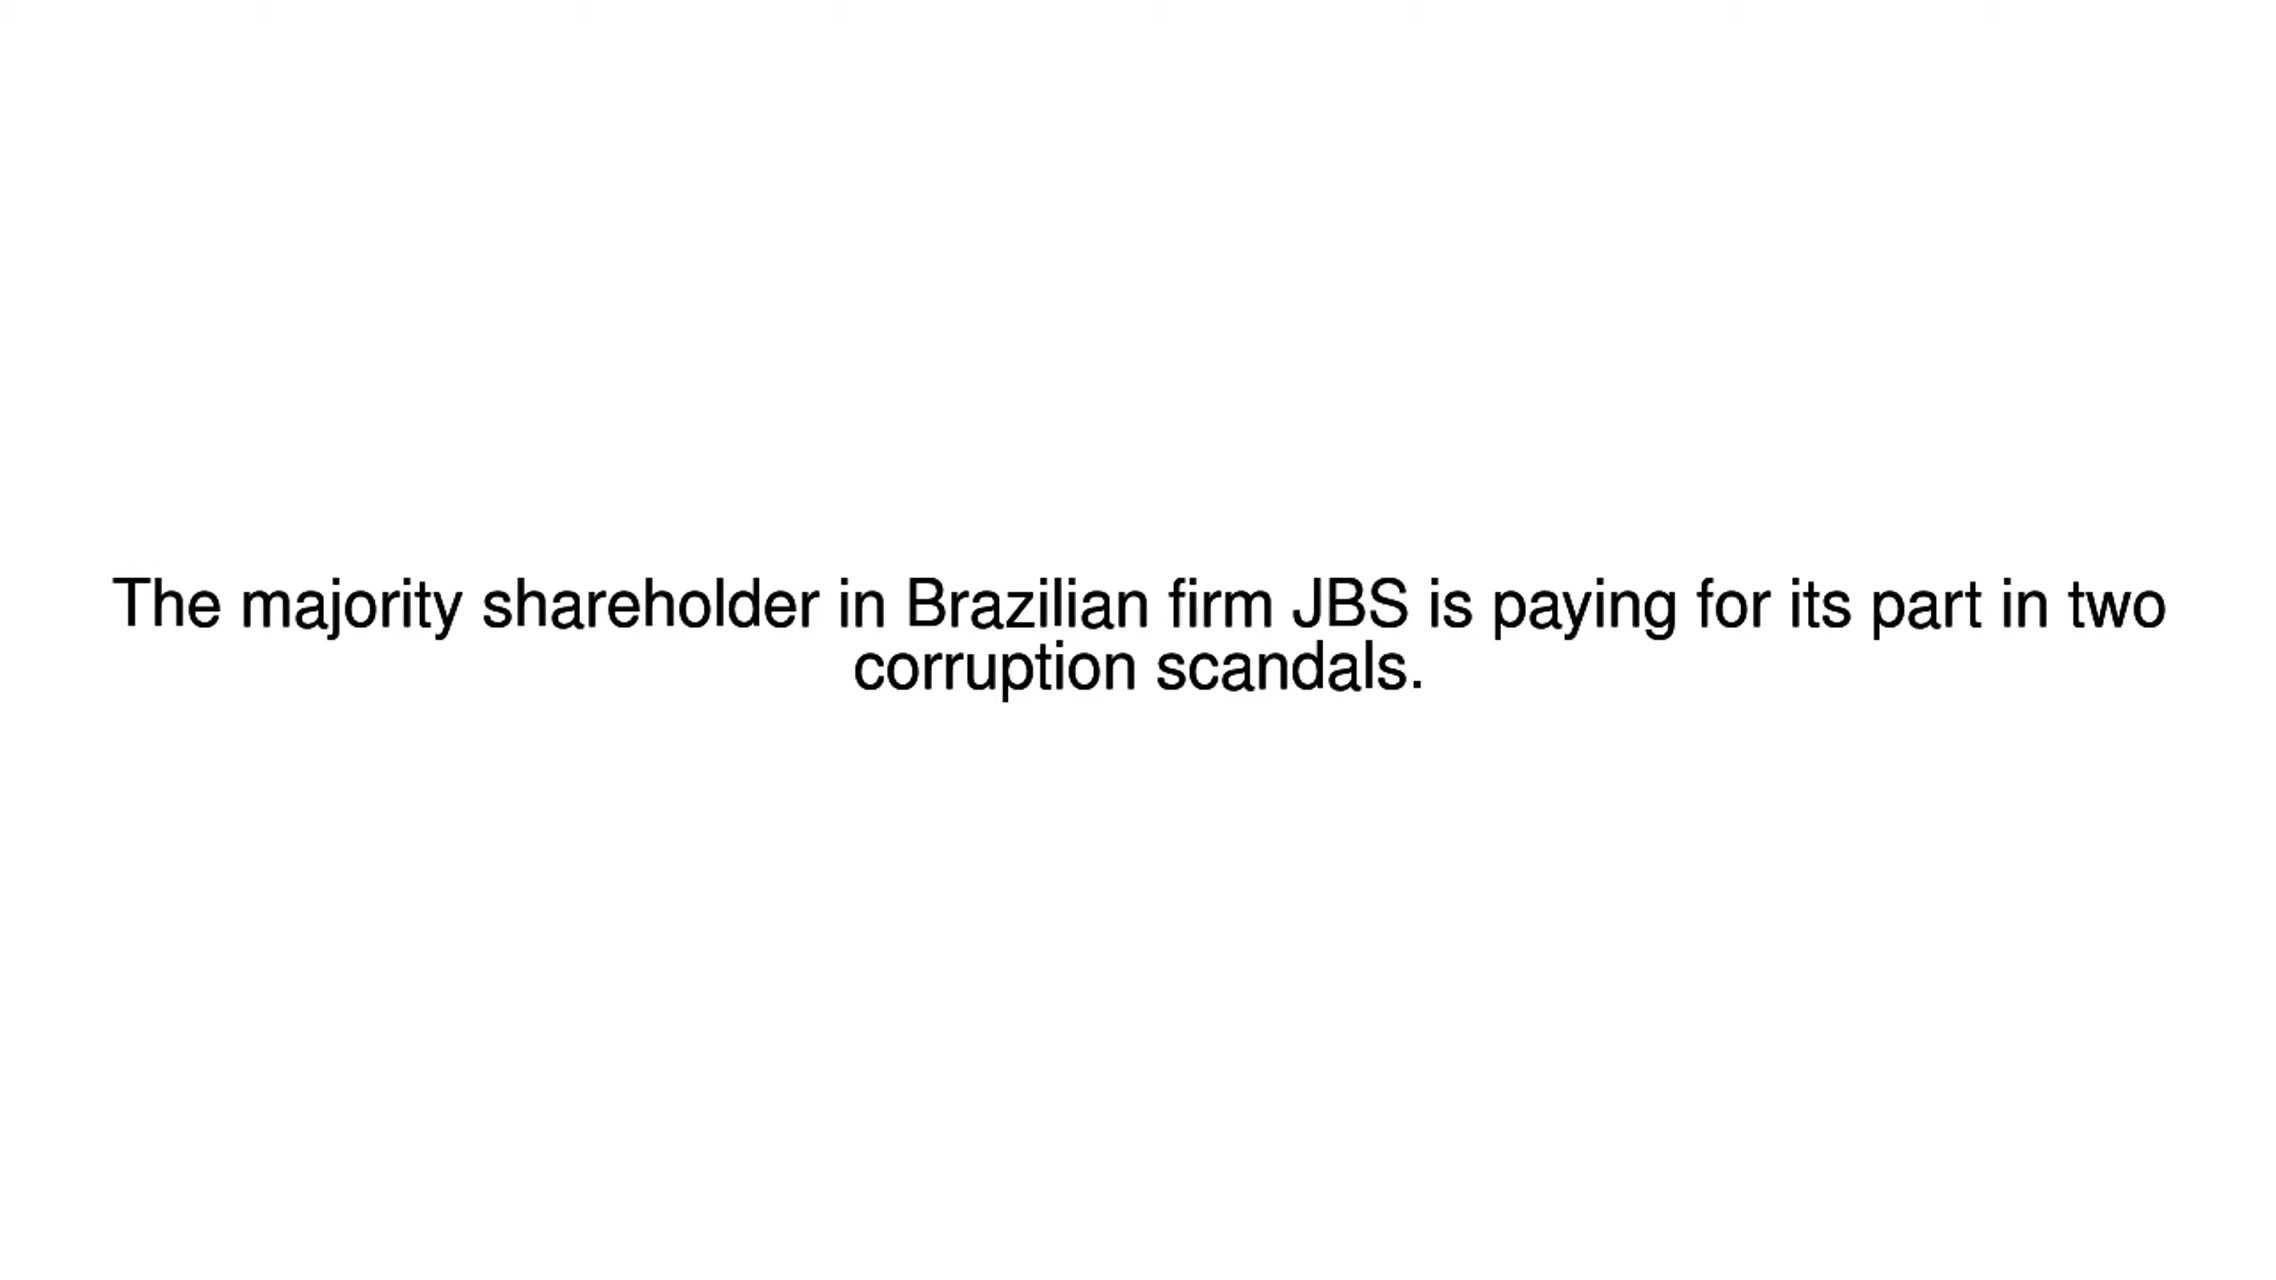 The majority shareholder in Brazilian firm JBS is paying for its part in two
corruption scandals.